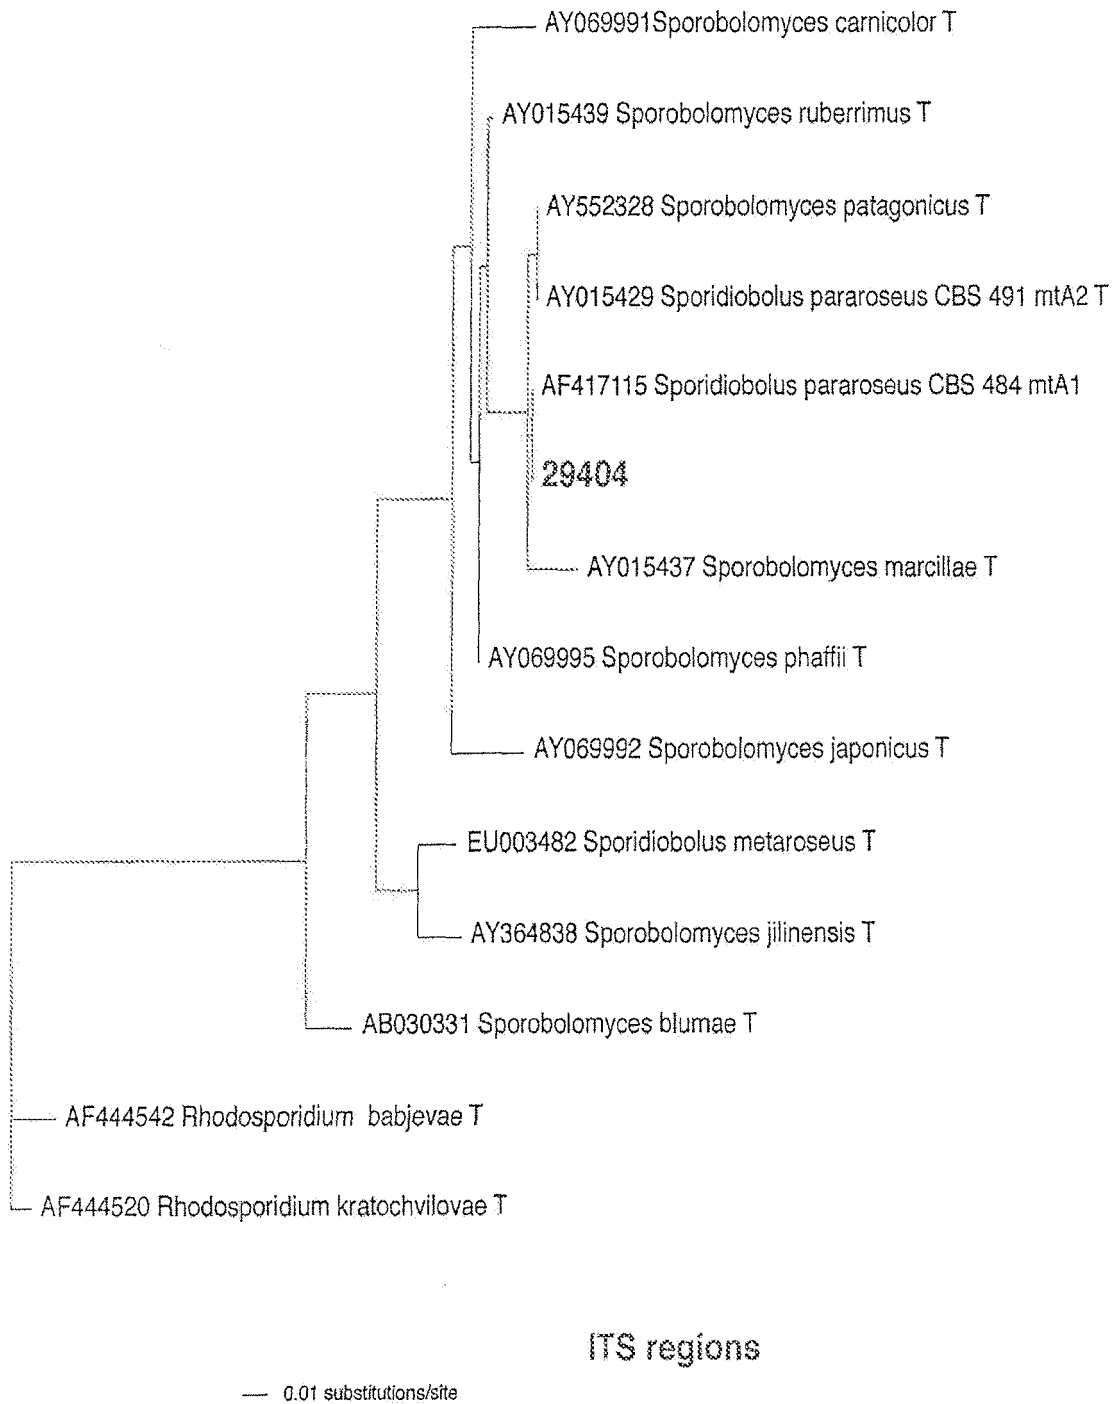 AY069991Sporobolomyces carnicolor T
AY015439 Sporobolomyces ruberrimus T
AY552328 Sporobolomyces patagonicus T
AY015429 Sporidiobolus pararoseus CBS 491 mtA2 T
AF417115 Sporidiobolus pararoseus CBS 484 mtA1
29404
AY015437 Sporobolomyces marcillae T
AY069995 Sporobolomyces phaffii T
AY069992 Sporobolomyces japonicus T
EU003482 Sporidiobolus metaroseus T
AY364838 Sporobolomyces jilinensis T
AB030331 Sporobolomyces blumae T
AF444542 Rhodosporidium babjevae T
AF444520 Rhodosporidium kratochvilovae T
ITS regions
0.01 substitutions/site